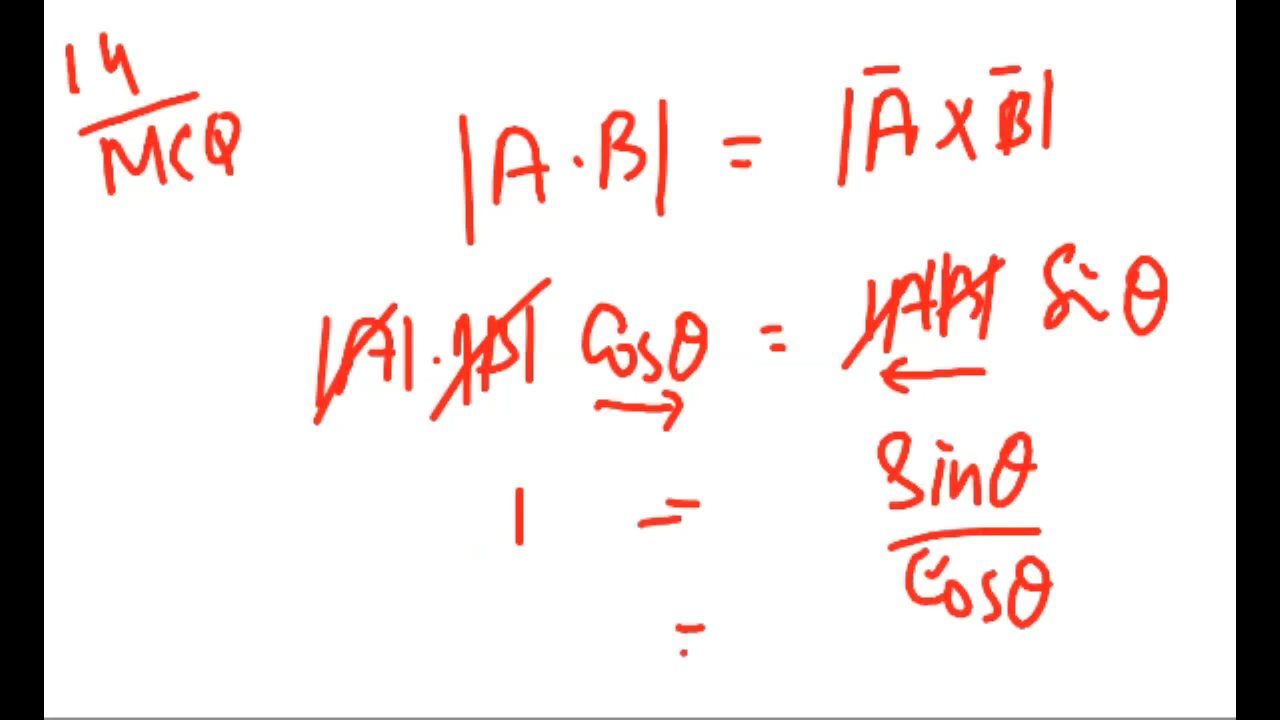 14
MCQ
|A · B| = |A̅ × B̅|
|A| · |B| Cosθ = |A||B| Sinθ
1 = Sinθ / Cosθ
=